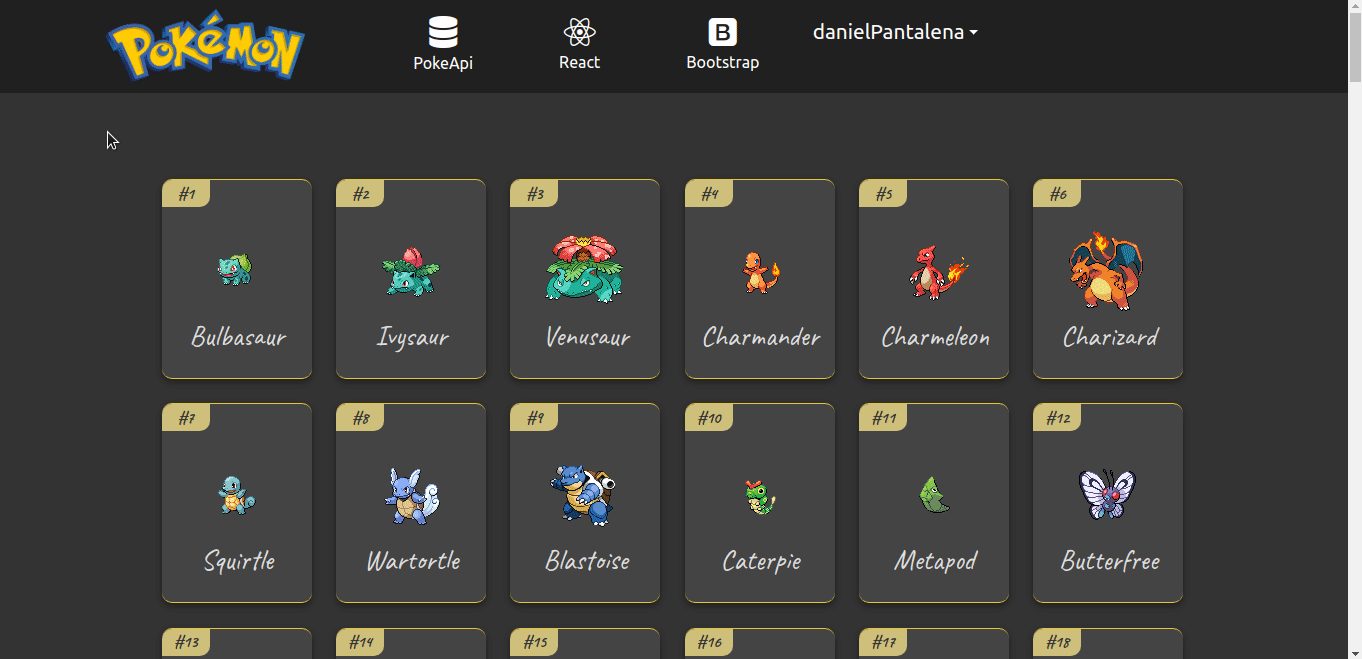 POKéMON
PokeApi
React
Bootstrap
danielPantalena
#1
#2
#3
#4
#5
#6
Bulbasaur
Ivysaur
Venusaur
Charmander
Charmeleon
Charizard
#7
#8
#9
#10
#11
#12
Squirtle
Wartortle
Blastoise
Caterpie
Metapod
Butterfree
#13
#14
#15
#16
#17
#18